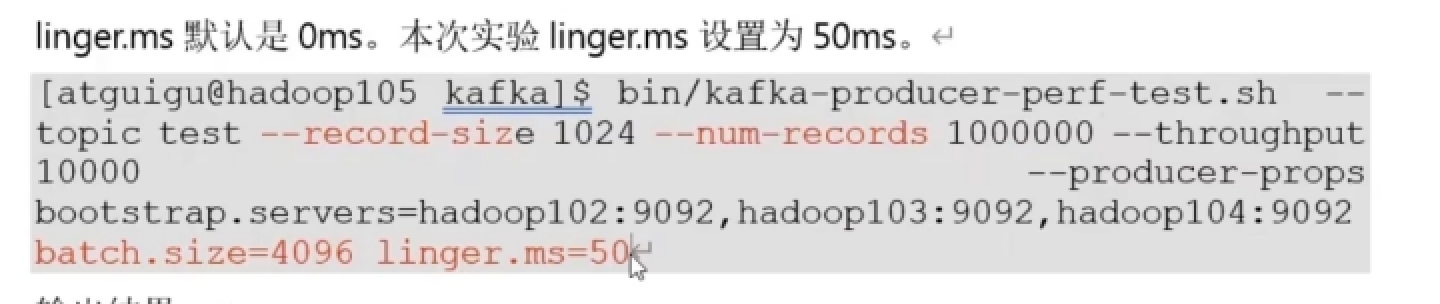 linger.ms 默认是 0ms。本次实验 linger.ms 设置为 50ms。
[atguigu@hadoop105 kafka]$ bin/kafka-producer-perf-test.sh --
topic test --record-size 1024 --num-records 1000000 --throughput
10000 --producer-props
bootstrap.servers=hadoop102:9092,hadoop103:9092,hadoop104:9092
batch.size=4096 linger.ms=50